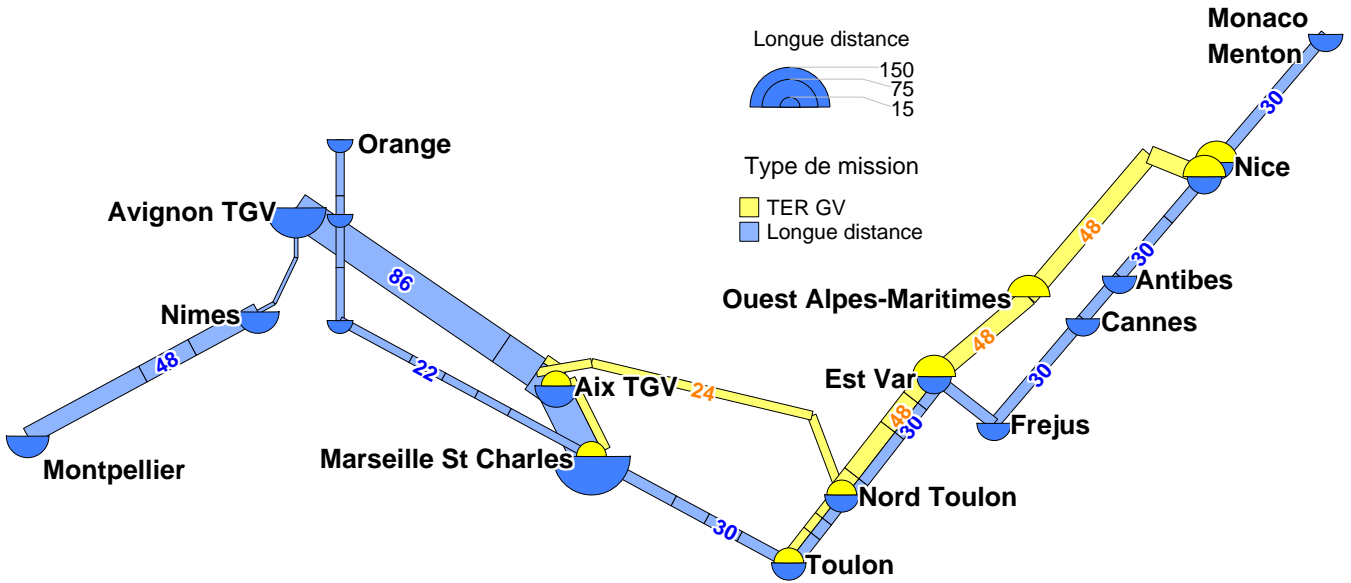 Monaco
Menton
Longue distance
150
75
15
30
Orange
Type de mission
Nice
Avignon TGV
TER GV
Longue distance
48
30
86
Ouest Alpes-Maritimes
Antibes
Nimes
Cannes
48
48
22
Aix TGV
24
Est Var
30
48
30
Frejus
Marseille St Charles
Montpellier
Nord Toulon
30
Toulon